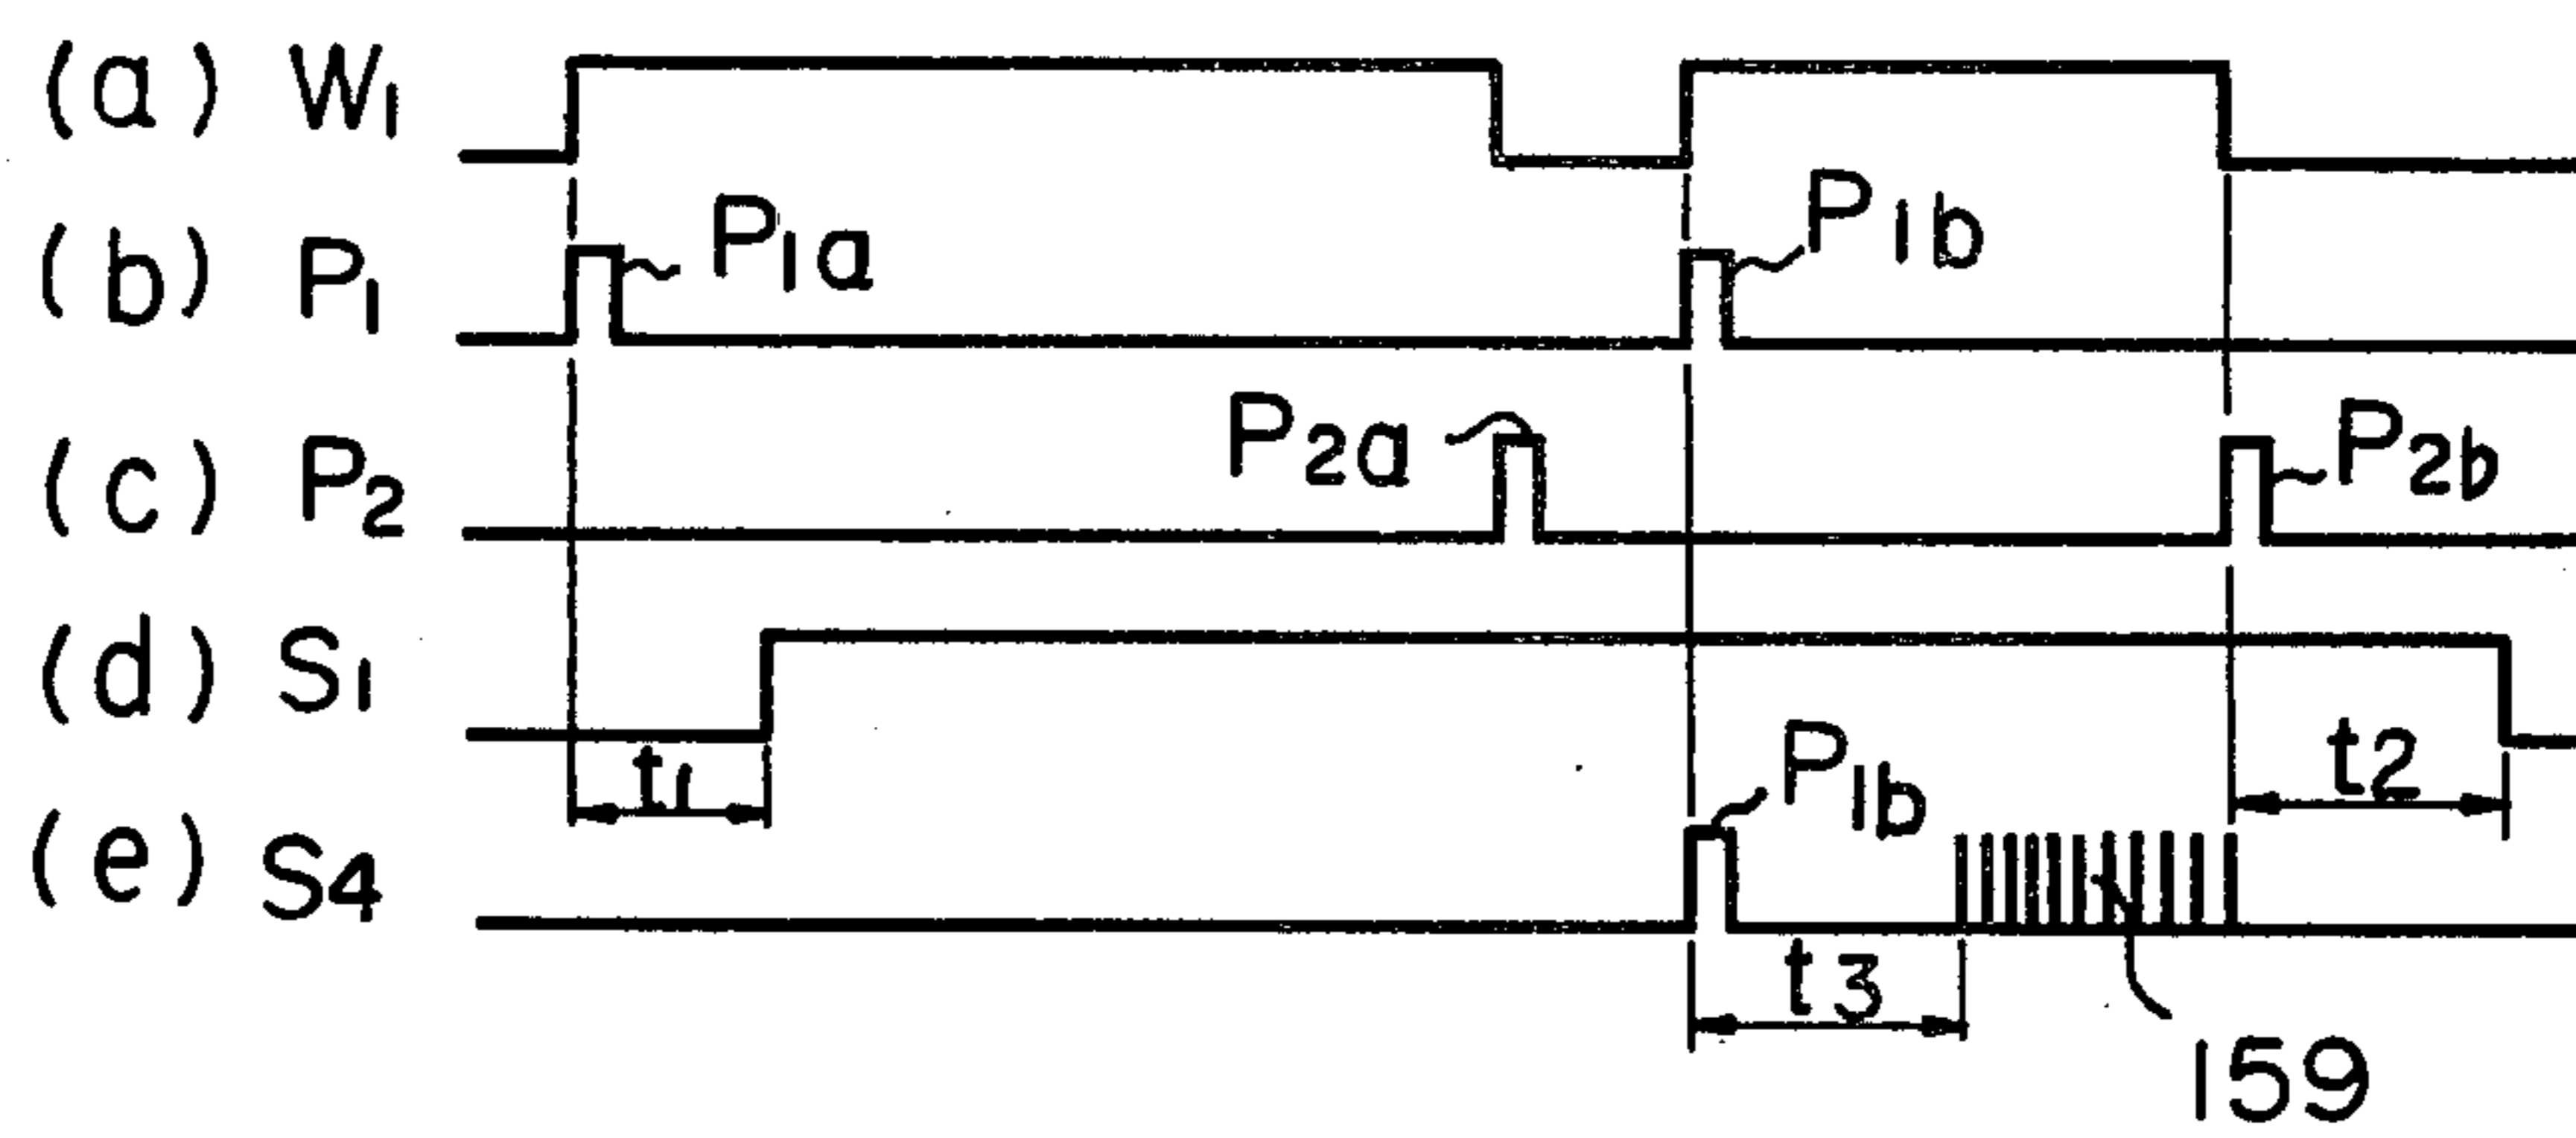 (a) W1
(b) P1 P1a P1b
(c) P2 P2a P2b
(d) S1
t1 P1b t2
(e) S4
t3
159